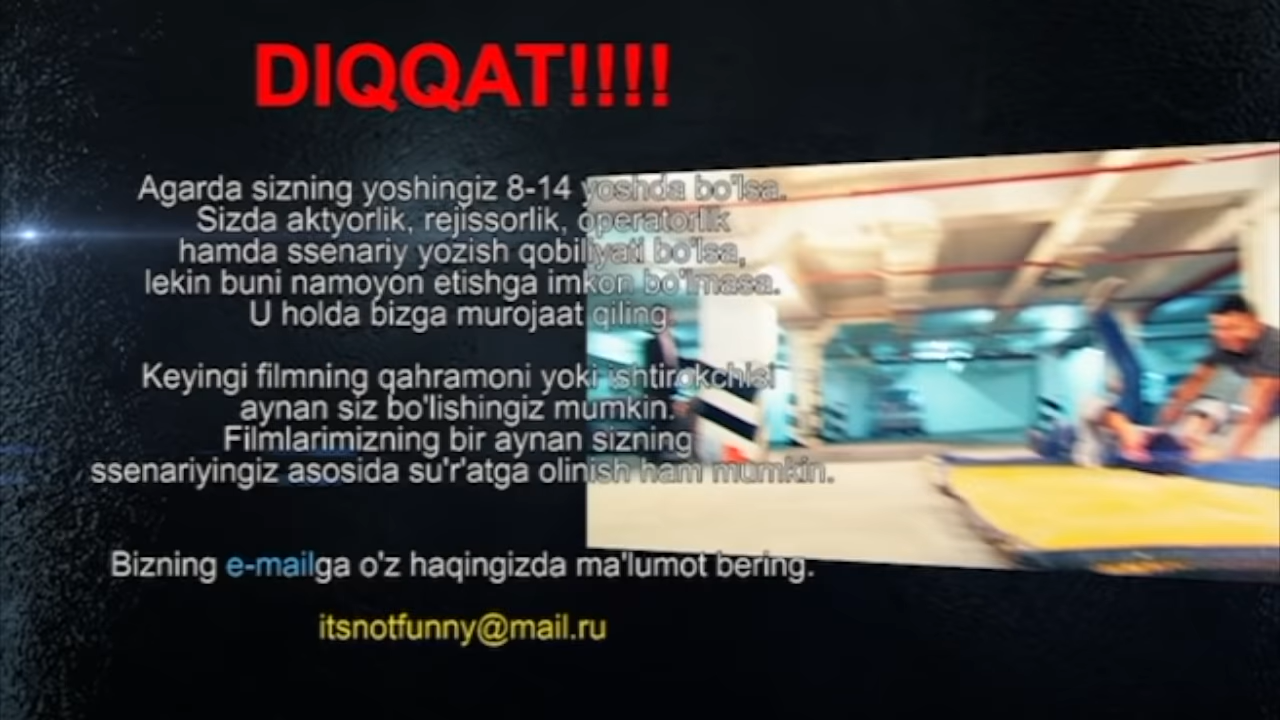 DIQQAT!!!!
Agarda sizning yoshingiz 8-14 yoshda bo'lsa.
Sizda aktyorlik, rejissorlik, operatorlik
hamda ssenariy yozish qobiliyati bo'lsa,
lekin buni namoyon etishga imkon bo'lmasa.
U holda bizga murojaat qiling.
Keyingi filmning qahramoni yoki ishtirokchisi
aynan siz bo'lishingiz mumkin.
Filmlarimizning bir aynan sizning
ssenariyingiz asosida su'r'atga olinish ham mumkin.
Bizning e-mailga o'z haqingizda ma'lumot bering.
itsnotfunny@mail.ru